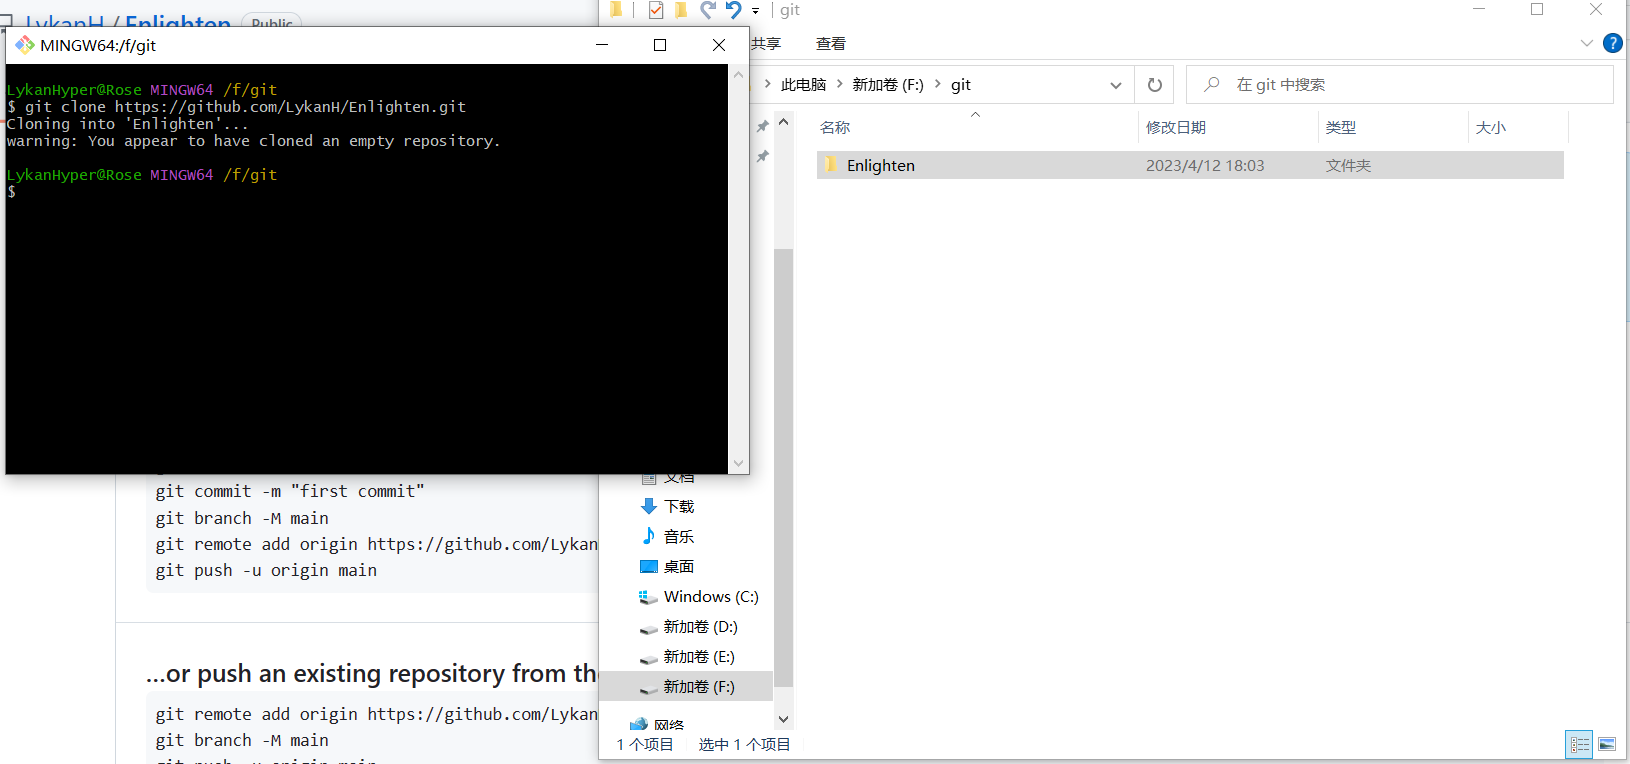 LykanH / Enlighten Public
MINGW64:/f/git
LykanHyper@Rose MINGW64 /f/git
$ git clone https://github.com/LykanH/Enlighten.git
Cloning into 'Enlighten'...
warning: You appear to have cloned an empty repository.
LykanHyper@Rose MINGW64 /f/git
$
git commit -m "first commit"
git branch -M main
git remote add origin https://github.com/Lykan
git push -u origin main
...or push an existing repository from the
git remote add origin https://github.com/Lykan
git branch -M main
git push -u origin main
git
共享 查看
?
此电脑 新加卷 (F:) git
在 git 中搜索
名称 修改日期 类型 大小
Enlighten 2023/4/12 18:03 文件夹
文档
下载
音乐
桌面
Windows (C:)
新加卷 (D:)
新加卷 (E:)
新加卷 (F:)
网络
1 个项目 选中 1 个项目